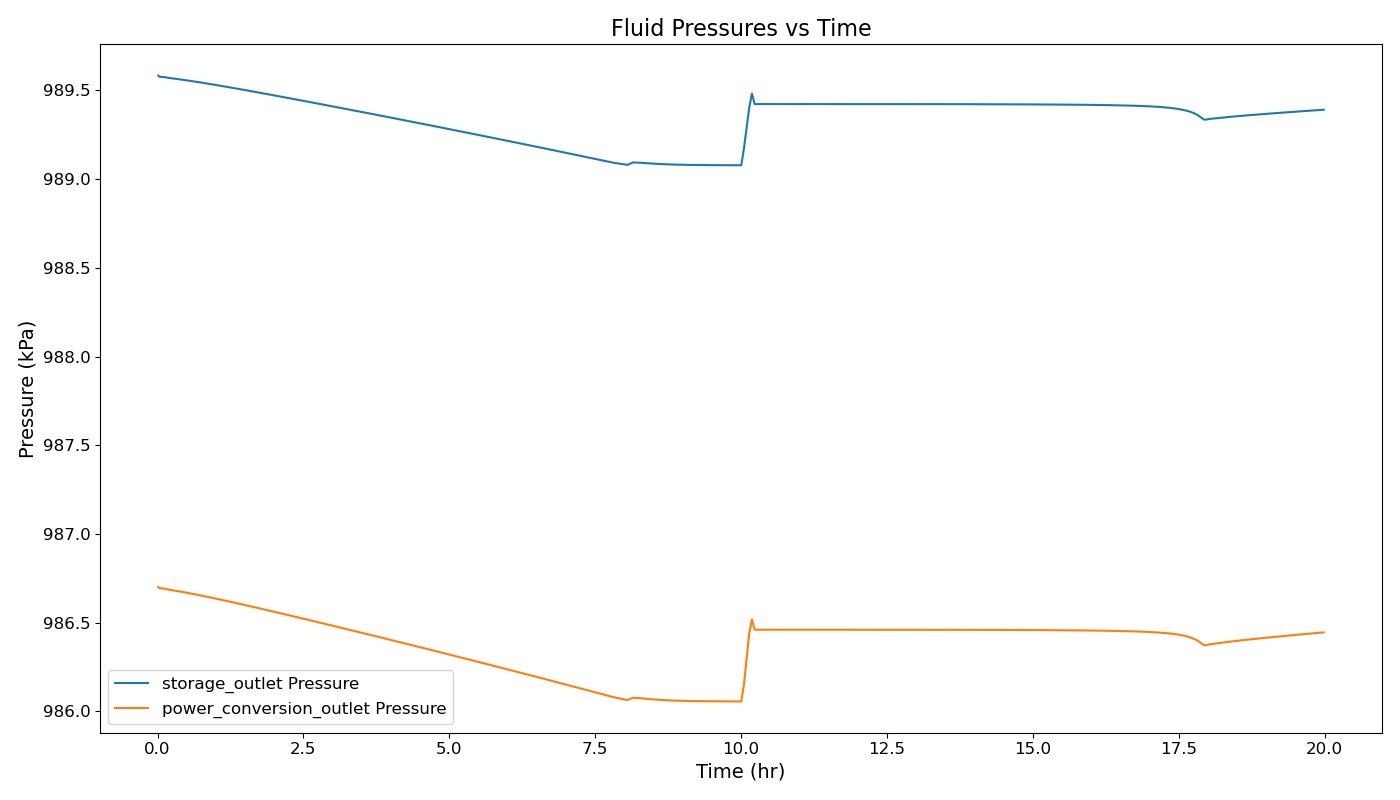 Fluid Pressures vs Time
Pressure (kPa)
989.5
989.0
988.5
988.0
987.5
987.0
986.5
986.0
storage_outlet Pressure
power_conversion_outlet Pressure
0.0 2.5 5.0 7.5 10.0 12.5 15.0 17.5 20.0
Time (hr)